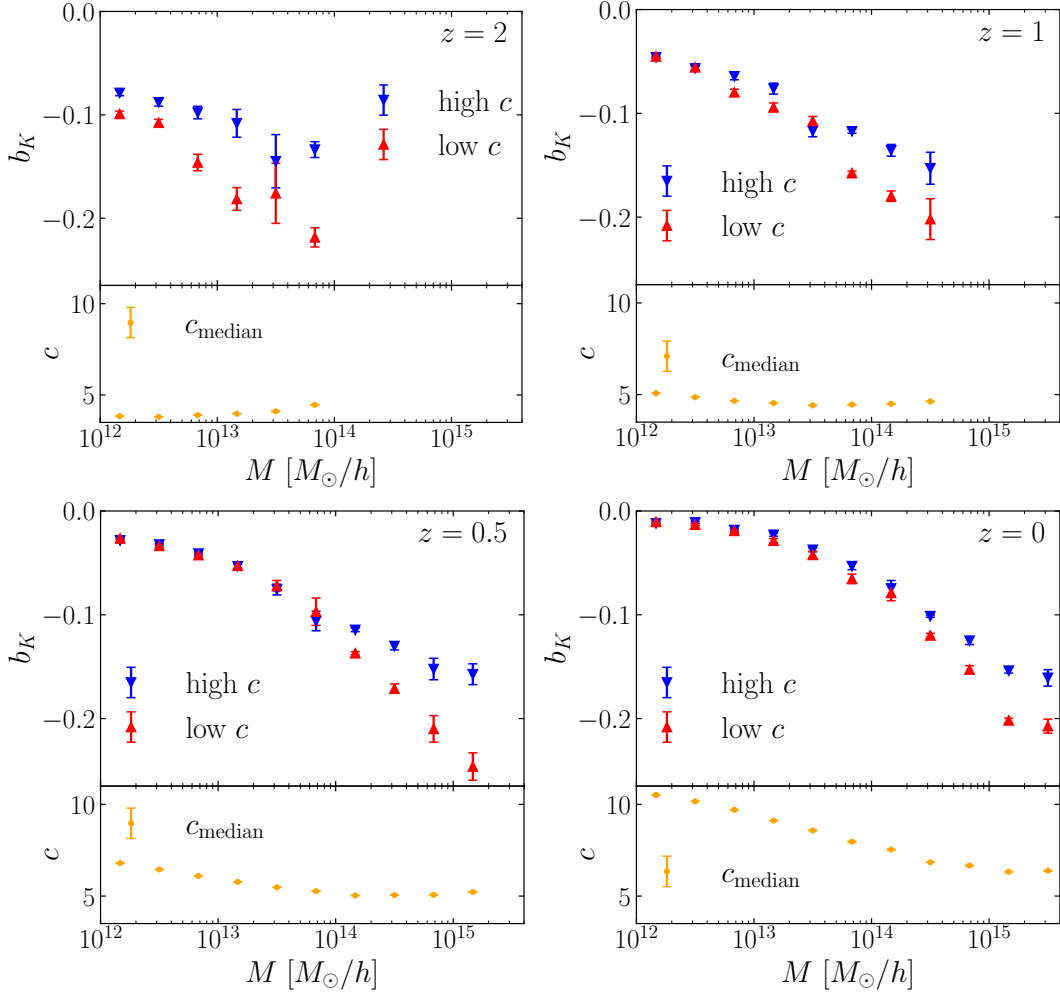 0.0
−0.1
−0.2
b_K
z = 2
high c
low c
10
5
c
c_median
10^12
10^13
10^14
10^15
M [M_⊙/h]
0.0
−0.1
−0.2
b_K
z = 1
high c
low c
10
5
c
c_median
10^12
10^13
10^14
10^15
M [M_⊙/h]
0.0
−0.1
−0.2
b_K
z = 0.5
high c
low c
10
5
c
c_median
10^12
10^13
10^14
10^15
M [M_⊙/h]
0.0
−0.1
−0.2
b_K
z = 0
high c
low c
10
5
c
c_median
10^12
10^13
10^14
10^15
M [M_⊙/h]